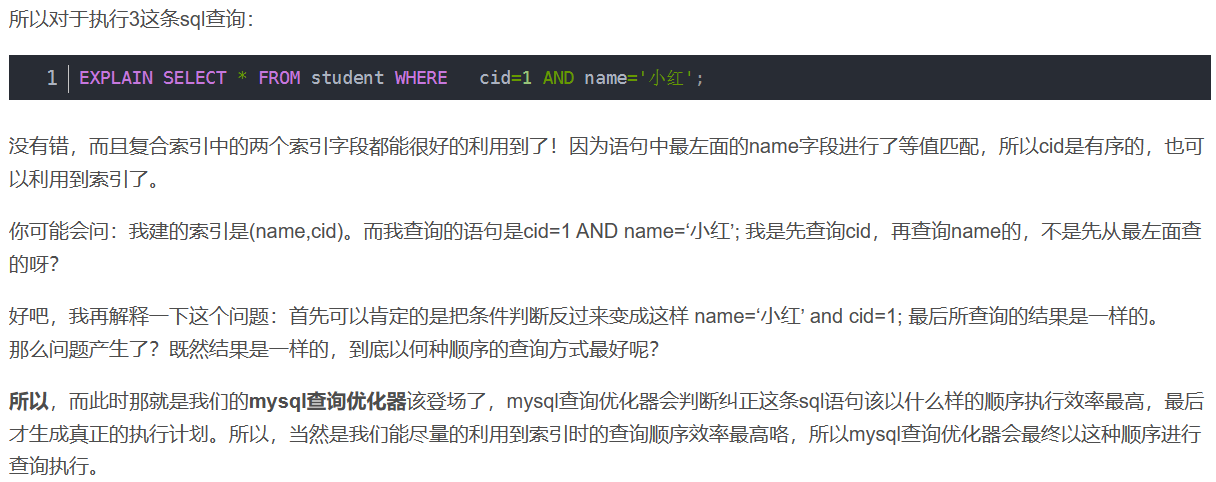 所以对于执行3这条sql查询：
1 EXPLAIN SELECT * FROM student WHERE   cid=1 AND name='小红';
没有错，而且复合索引中的两个索引字段都能很好的利用到了！因为语句中最左面的name字段进行了等值匹配，所以cid是有序的，也可
以利用到索引了。
你可能会问：我建的索引是(name,cid)。而我查询的语句是cid=1 AND name=‘小红’; 我是先查询cid，再查询name的，不是先从最左面查
的呀？
好吧，我再解释一下这个问题：首先可以肯定的是把条件判断反过来变成这样 name=‘小红’ and cid=1; 最后所查询的结果是一样的。
那么问题产生了？既然结果是一样的，到底以何种顺序的查询方式最好呢？
所以，而此时那就是我们的mysql查询优化器该登场了，mysql查询优化器会判断纠正这条sql语句该以什么样的顺序执行效率最高，最后
才生成真正的执行计划。所以，当然是我们能尽量的利用到索引时的查询顺序效率最高咯，所以mysql查询优化器会最终以这种顺序进行
查询执行。